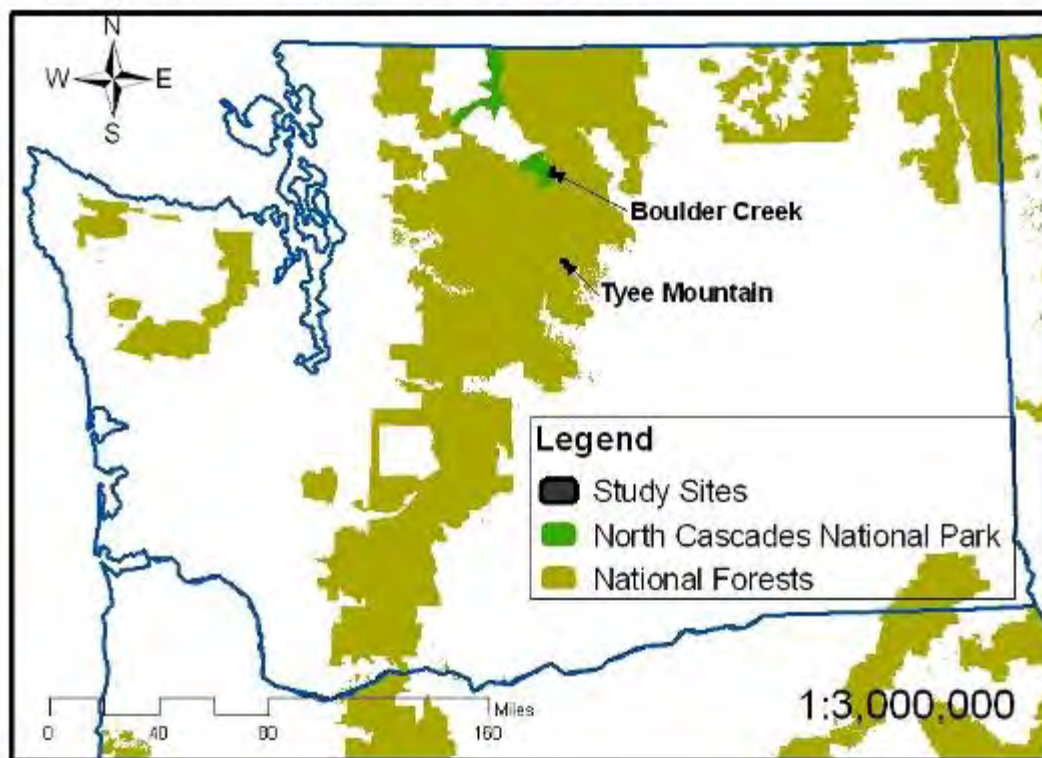 N
W E
S
Boulder Creek
Tyee Mountain
Legend
Study Sites
North Cascades National Park
National Forests
1:3,000,000
Miles
0 40 80 160